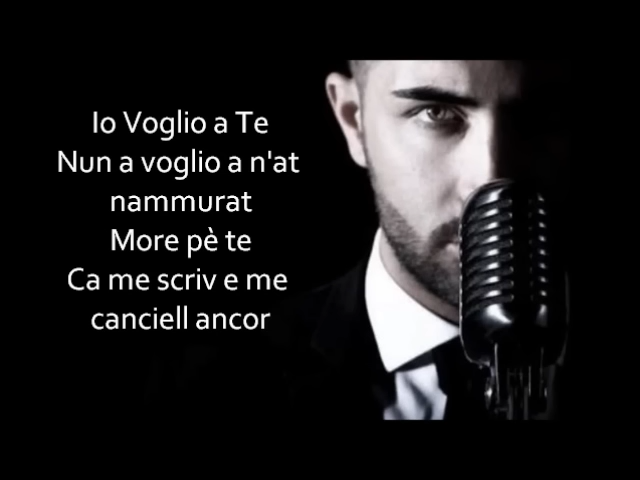 Io Voglio a Te
Nun a voglio a n'at
nammurat
More pè te
Ca me scriv e me
canciell ancor